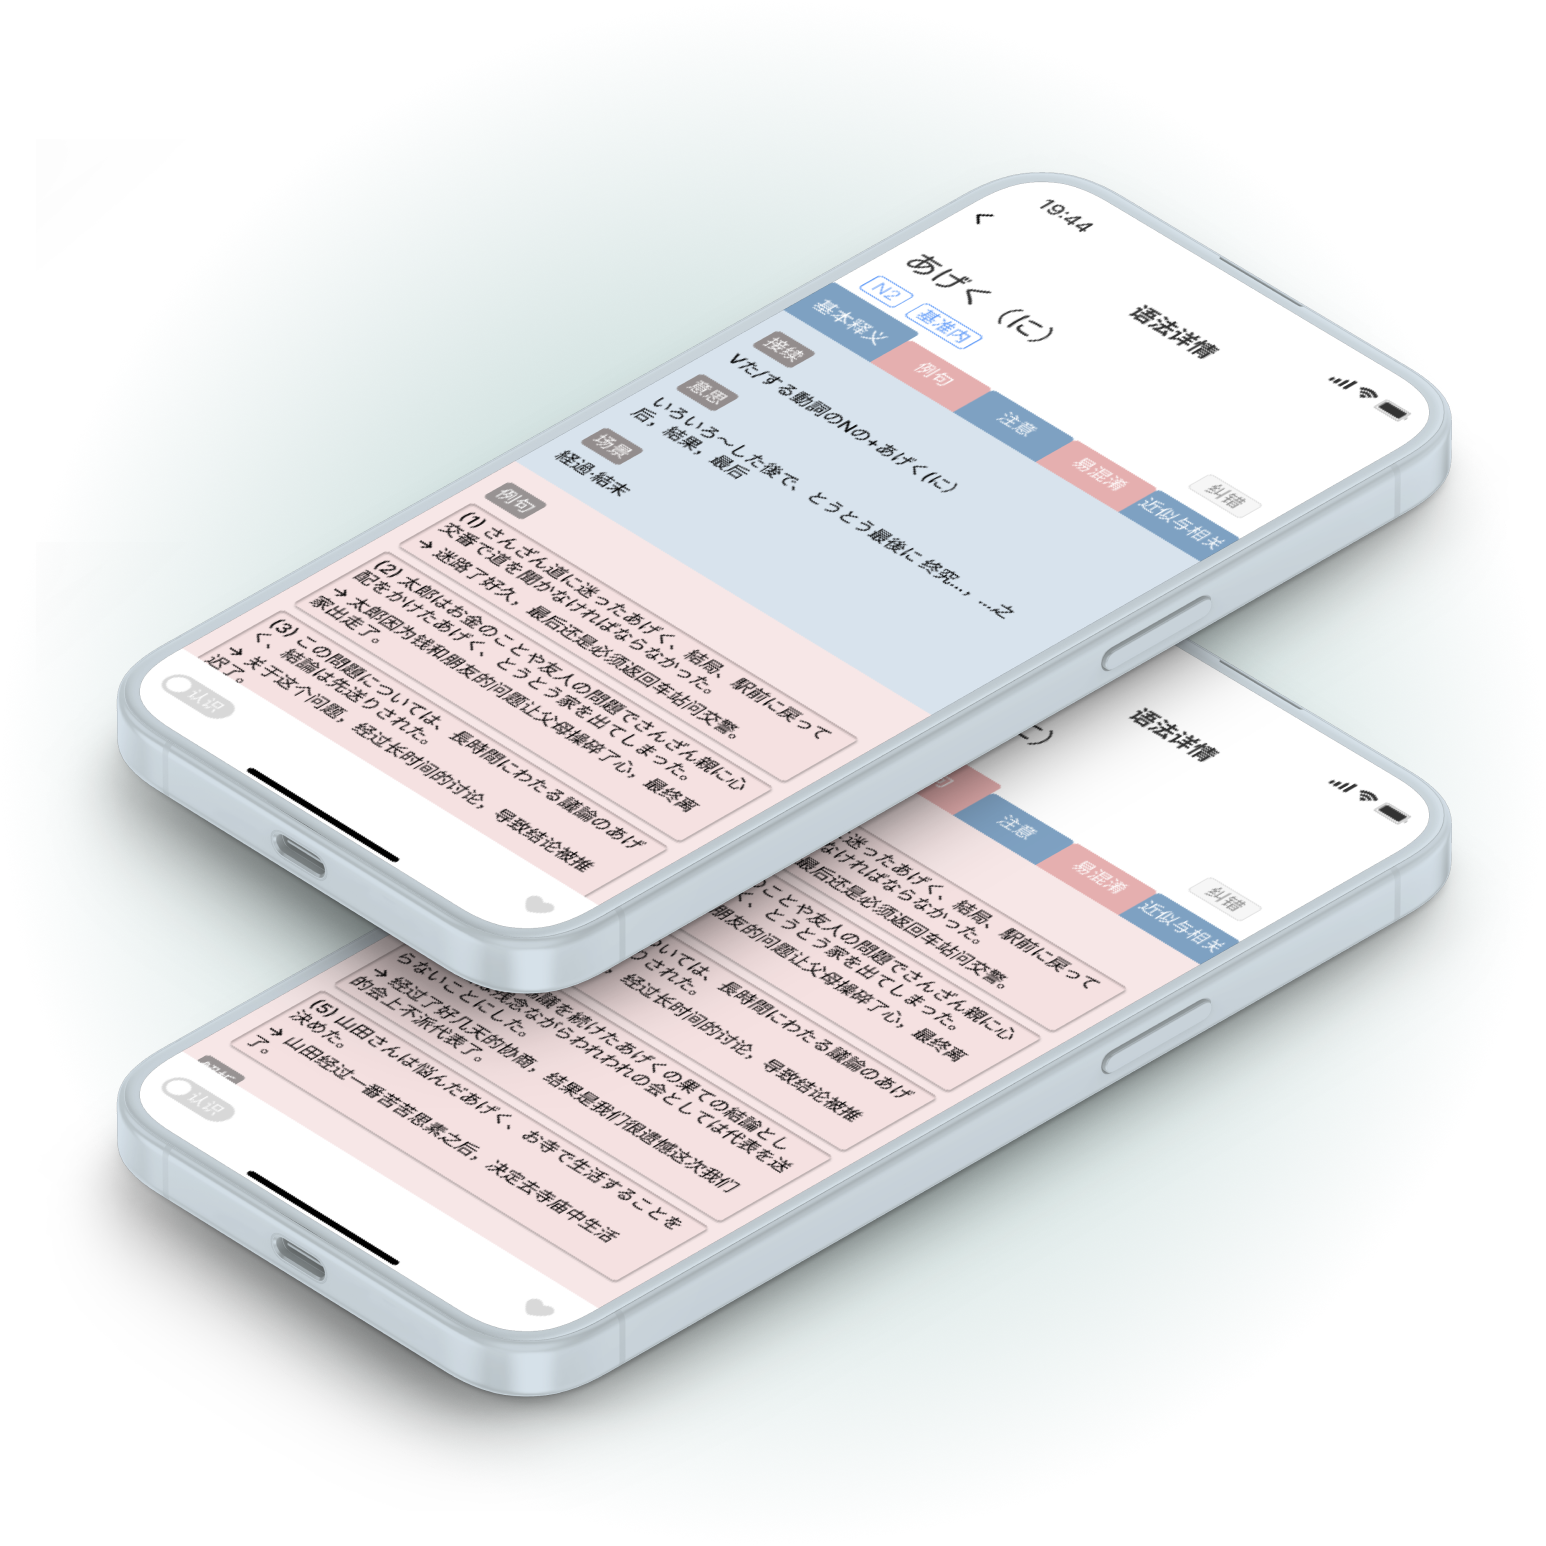 19:44
语法详情
あげく（に）
N2
基准内
纠错
基本释义
例句
注意
易混淆
近似与相关
接续
Vた/する動詞のNの+あげく(に)
意思
いろいろ～した後で、とうとう最後に 终究…，…之
后，结果，最后
场景
経過·結末
例句
(1) さんざん道に迷ったあげく、結局、駅前に戻って
交番で道を聞かなければならなかった。
→ 迷路了好久，最后还是必须返回车站问交警。
(2) 太郎はお金のことや友人の問題でさんざん親に心
配をかけたあげく、とうとう家を出てしまった。
→ 太郎因为钱和朋友的问题让父母操碎了心，最终离
家出走了。
(3) この問題については、長時間にわたる議論のあげ
く、結論は先送りされた。
→ 关于这个问题，经过长时间的讨论，导致结论被推
迟了。
认识
语法详情
に）
纠错
句
注意
易混淆
近似与相关
迷ったあげく、結局、駅前に戻って
なければならなかった。
最后还是必须返回车站问交警。
のことや友人の問題でさんざん親に心
く、とうとう家を出てしまった。
朋友的问题让父母操碎了心，最终离
ついては、長時間にわたる議論のあげ
りされた。
，经过长时间的讨论，导致结论被推
議を続けたあげくの果ての結論とし
残念ながらわれわれの会としては代表を送
らないことにした。
→ 经过了好几天的协商，结果是我们很遗憾这次我们
的会上不派代表了。
(5) 山田さんは悩んだあげく、お寺で生活することを
決めた。
→ 山田经过一番苦苦思索之后，决定去寺庙中生活
了。
认识